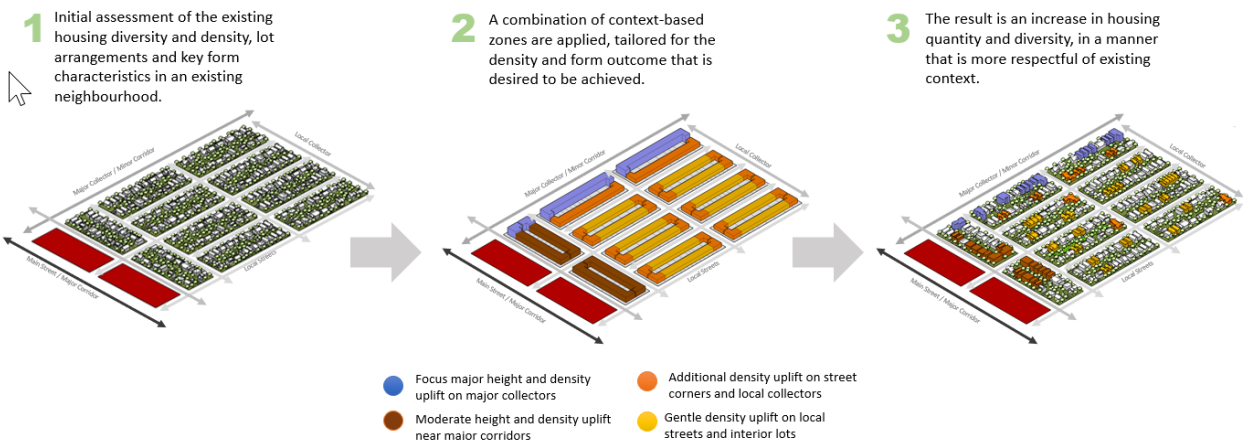 1
Initial assessment of the existing
housing diversity and density, lot
arrangements and key form
characteristics in an existing
neighbourhood.
2
A combination of context-based
zones are applied, tailored for the
density and form outcome that is
desired to be achieved.
3
The result is an increase in housing
quantity and diversity, in a manner
that is more respectful of existing
context.
Major Collector / Minor Corridor
Local Collector
Local Streets
Main Street / Major Corridor
Major Collector / Minor Corridor
Local Collector
Local Streets
Main Street / Major Corridor
Major Collector / Minor Corridor
Local Collector
Local Streets
Main Street / Major Corridor
Focus major height and density
uplift on major collectors
Moderate height and density uplift
near major corridors
Additional density uplift on street
corners and local collectors
Gentle density uplift on local
streets and interior lots